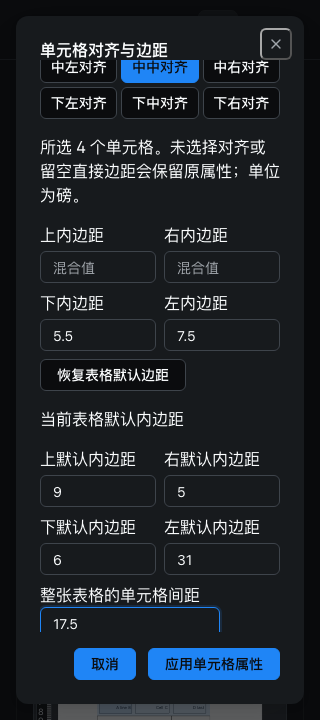 单元格对齐与边距
中左对齐 中中对齐 中右对齐
下左对齐 下中对齐 下右对齐
所选 4 个单元格。未选择对齐或
留空直接边距会保留原属性；单位
为磅。
上内边距 右内边距
混合值 混合值
下内边距 左内边距
5.5 7.5
恢复表格默认边距
当前表格默认内边距
上默认内边距 右默认内边距
9 5
下默认内边距 左默认内边距
6 31
整张表格的单元格间距
17.5
取消 应用单元格属性